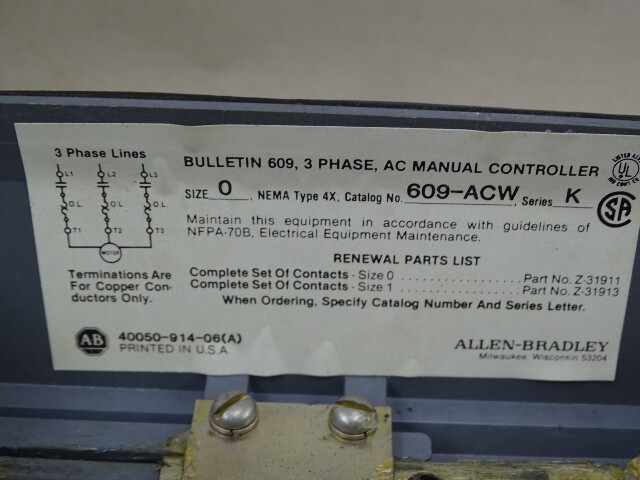 3 Phase Lines
L1 L2 L3
O.L. O.L. O.L.
T1 T2 T3
MOTOR
Terminations Are
For Copper Con-
ductors Only.
BULLETIN 609, 3 PHASE, AC MANUAL CONTROLLER
SIZE 0, NEMA Type 4X, Catalog No. 609-ACW, Series K
Maintain this equipment in accordance with guidelines of
NFPA-70B, Electrical Equipment Maintenance.
RENEWAL PARTS LIST
Complete Set Of Contacts - Size 0 .................... Part No. Z-31911
Complete Set Of Contacts - Size 1 .................... Part No. Z-31913
When Ordering, Specify Catalog Number And Series Letter.
UL
SA
AB
40050-914-06(A)
PRINTED IN U.S.A.
ALLEN-BRADLEY
Milwaukee, Wisconsin 53204